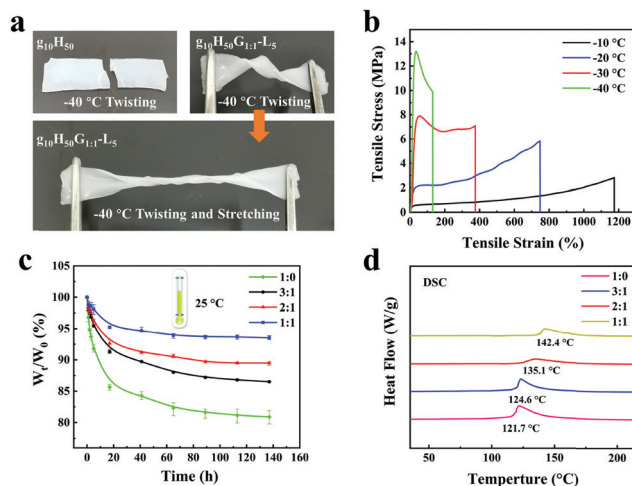 a
g₁₀H₅₀
-40 °C Twisting
g₁₀H₅₀G₁:₁-L₅
-40 °C Twisting
g₁₀H₅₀G₁:₁-L₅
-40 °C Twisting and Stretching
b
Tensile Stress (MPa)
14
12
10
8
6
4
2
0
-10 °C
-20 °C
-30 °C
-40 °C
0 200 400 600 800 1000 1200
Tensile Strain (%)
c
Wₜ/W₀ (%)
100
95
90
85
80
25 °C
1:0
3:1
2:1
1:1
0 20 40 60 80 100 120 140
Time (h)
d
Heat Flow (W/g)
DSC
1:0
3:1
2:1
1:1
142.4 °C
135.1 °C
124.6 °C
121.7 °C
50 100 150 200
Temperture (°C)